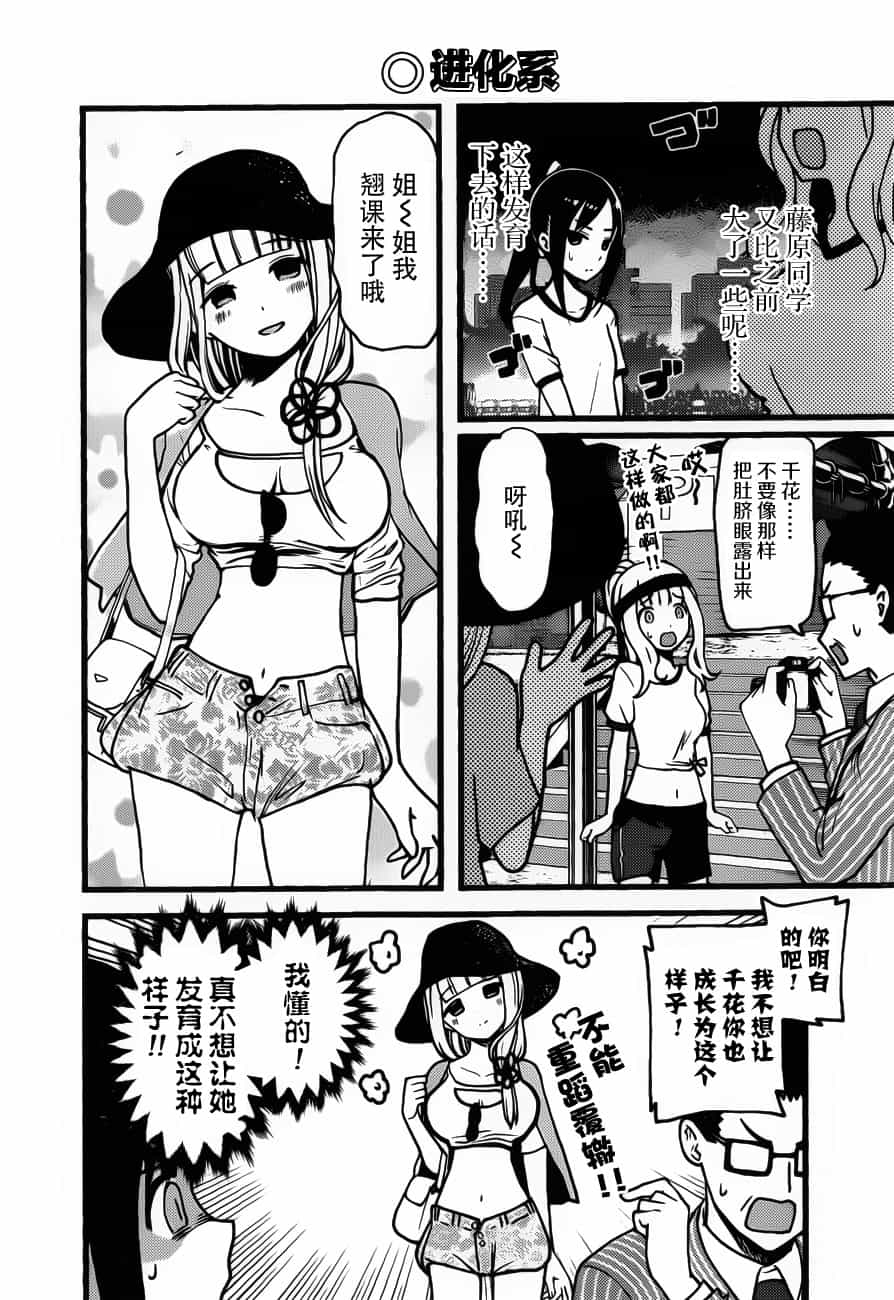 ◎进化系
藤原同学
又比之前
大了一些呢……
这样发育
下去的话……
ゴ"
ゴ"
ゴ"
千花……
不要像那样
把肚脐眼露出来
哎~
大家都
这样做的啊!!
呀吼~
姐~姐我
翘课来了哦
你明白
的吧!
我不想让
千花你也
成长为这个
样子!
不能
重蹈覆辙!!
我懂的!
真不想让她
发育成这种
样子!!